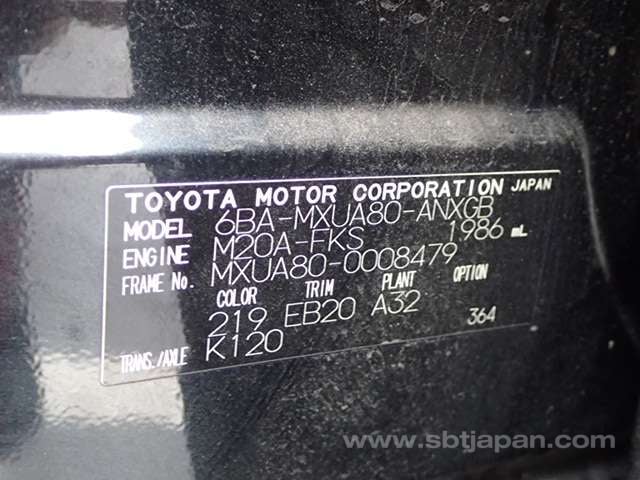 TOYOTA MOTOR CORPORATION JAPAN
MODEL 6BA-MXUA80-ANXGB
ENGINE M20A-FKS 1986 mL
FRAME No. MXUA80-0008479
COLOR TRIM PLANT OPTION
219 EB20 A32 364
TRANS./AXLE K120
www.sbtjapan.com